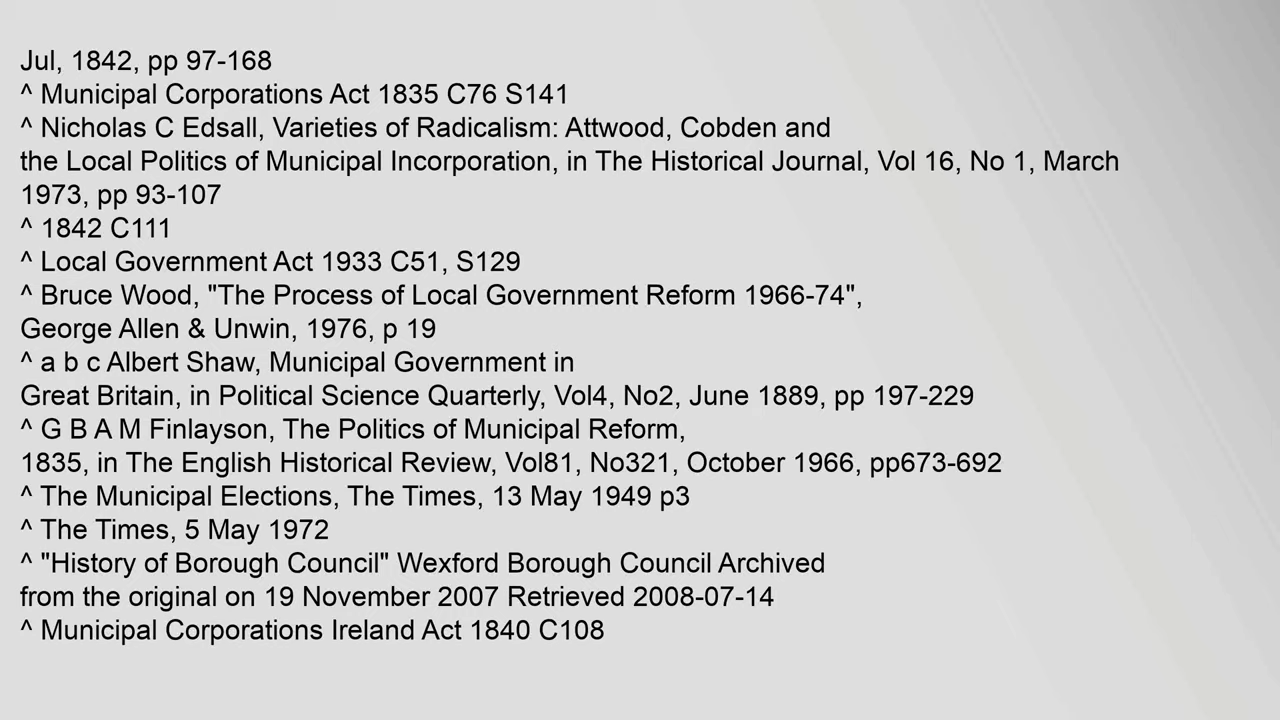 Jul, 1842, pp 97-168
^ Municipal Corporations Act 1835 C76 S141
^ Nicholas C Edsall, Varieties of Radicalism: Attwood, Cobden and
the Local Politics of Municipal Incorporation, in The Historical Journal, Vol 16, No 1, March
1973, pp 93-107
^ 1842 C111
^ Local Government Act 1933 C51, S129
^ Bruce Wood, "The Process of Local Government Reform 1966-74",
George Allen & Unwin, 1976, p 19
^ a b c Albert Shaw, Municipal Government in
Great Britain, in Political Science Quarterly, Vol4, No2, June 1889, pp 197-229
^ G B A M Finlayson, The Politics of Municipal Reform,
1835, in The English Historical Review, Vol81, No321, October 1966, pp673-692
^ The Municipal Elections, The Times, 13 May 1949 p3
^ The Times, 5 May 1972
^ "History of Borough Council" Wexford Borough Council Archived
from the original on 19 November 2007 Retrieved 2008-07-14
^ Municipal Corporations Ireland Act 1840 C108